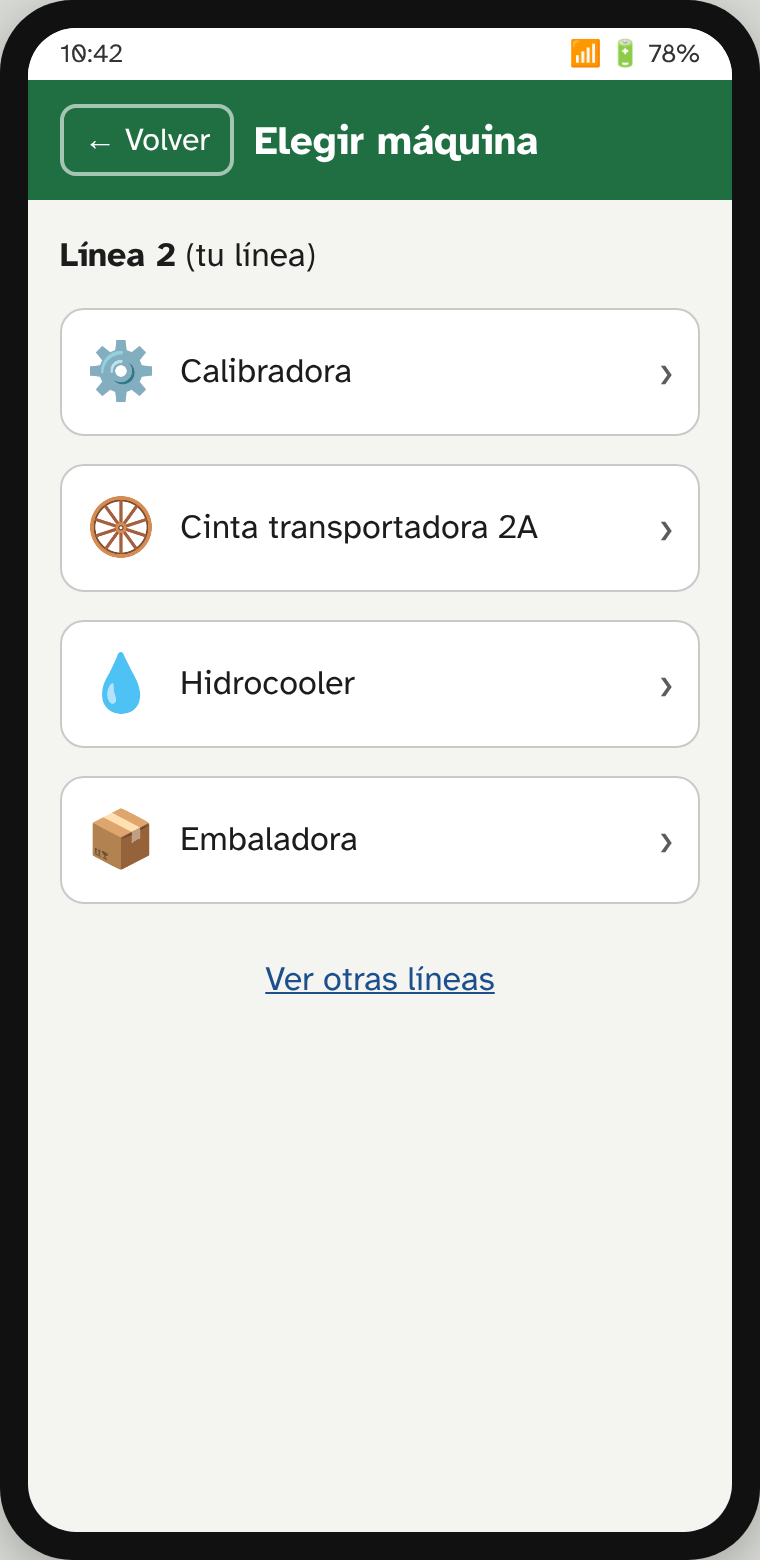 10:42 78%
← Volver Elegir máquina
Línea 2 (tu línea)
Calibradora ›
Cinta transportadora 2A ›
Hidrocooler ›
Embaladora ›
Ver otras líneas